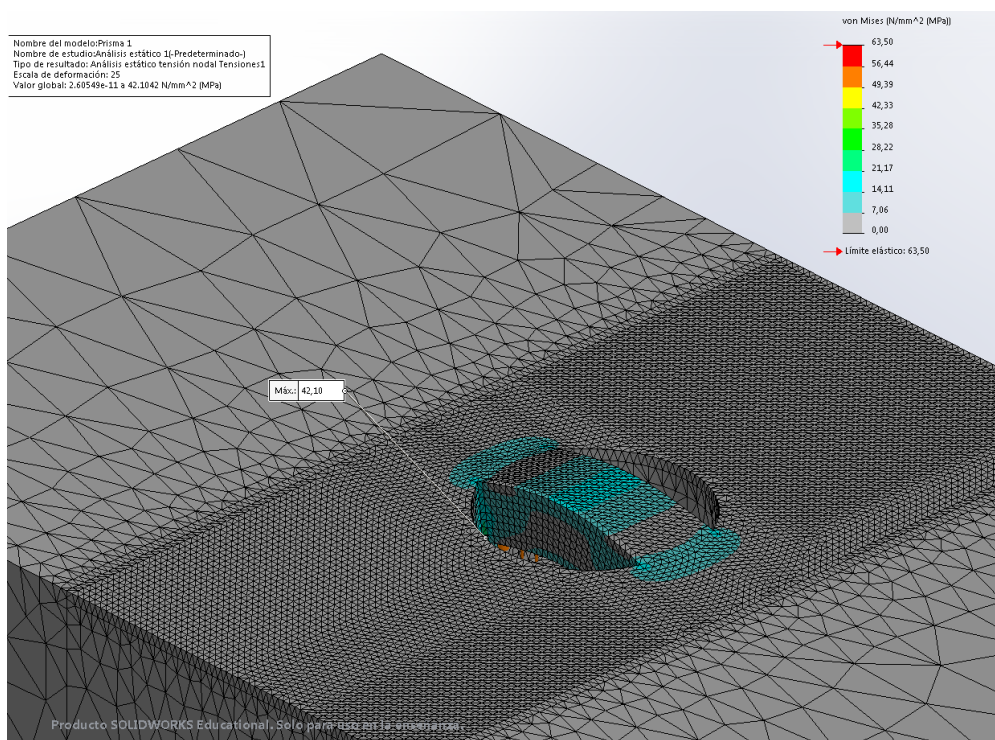 Nombre del modelo:Prisma 1
Nombre de estudio:Análisis estático 1(-Predeterminado-)
Tipo de resultado: Análisis estático tensión nodal Tensiones1
Escala de deformación: 25
Valor global: 2.60549e-11 a 42.1042 N/mm^2 (MPa)
von Mises (N/mm^2 (MPa))
63,50
56,44
49,39
42,33
35,28
28,22
21,17
14,11
7,06
0,00
Límite elástico: 63,50
Máx.: 42,10
Producto SOLIDWORKS Educational. Solo para uso en la enseñanza.